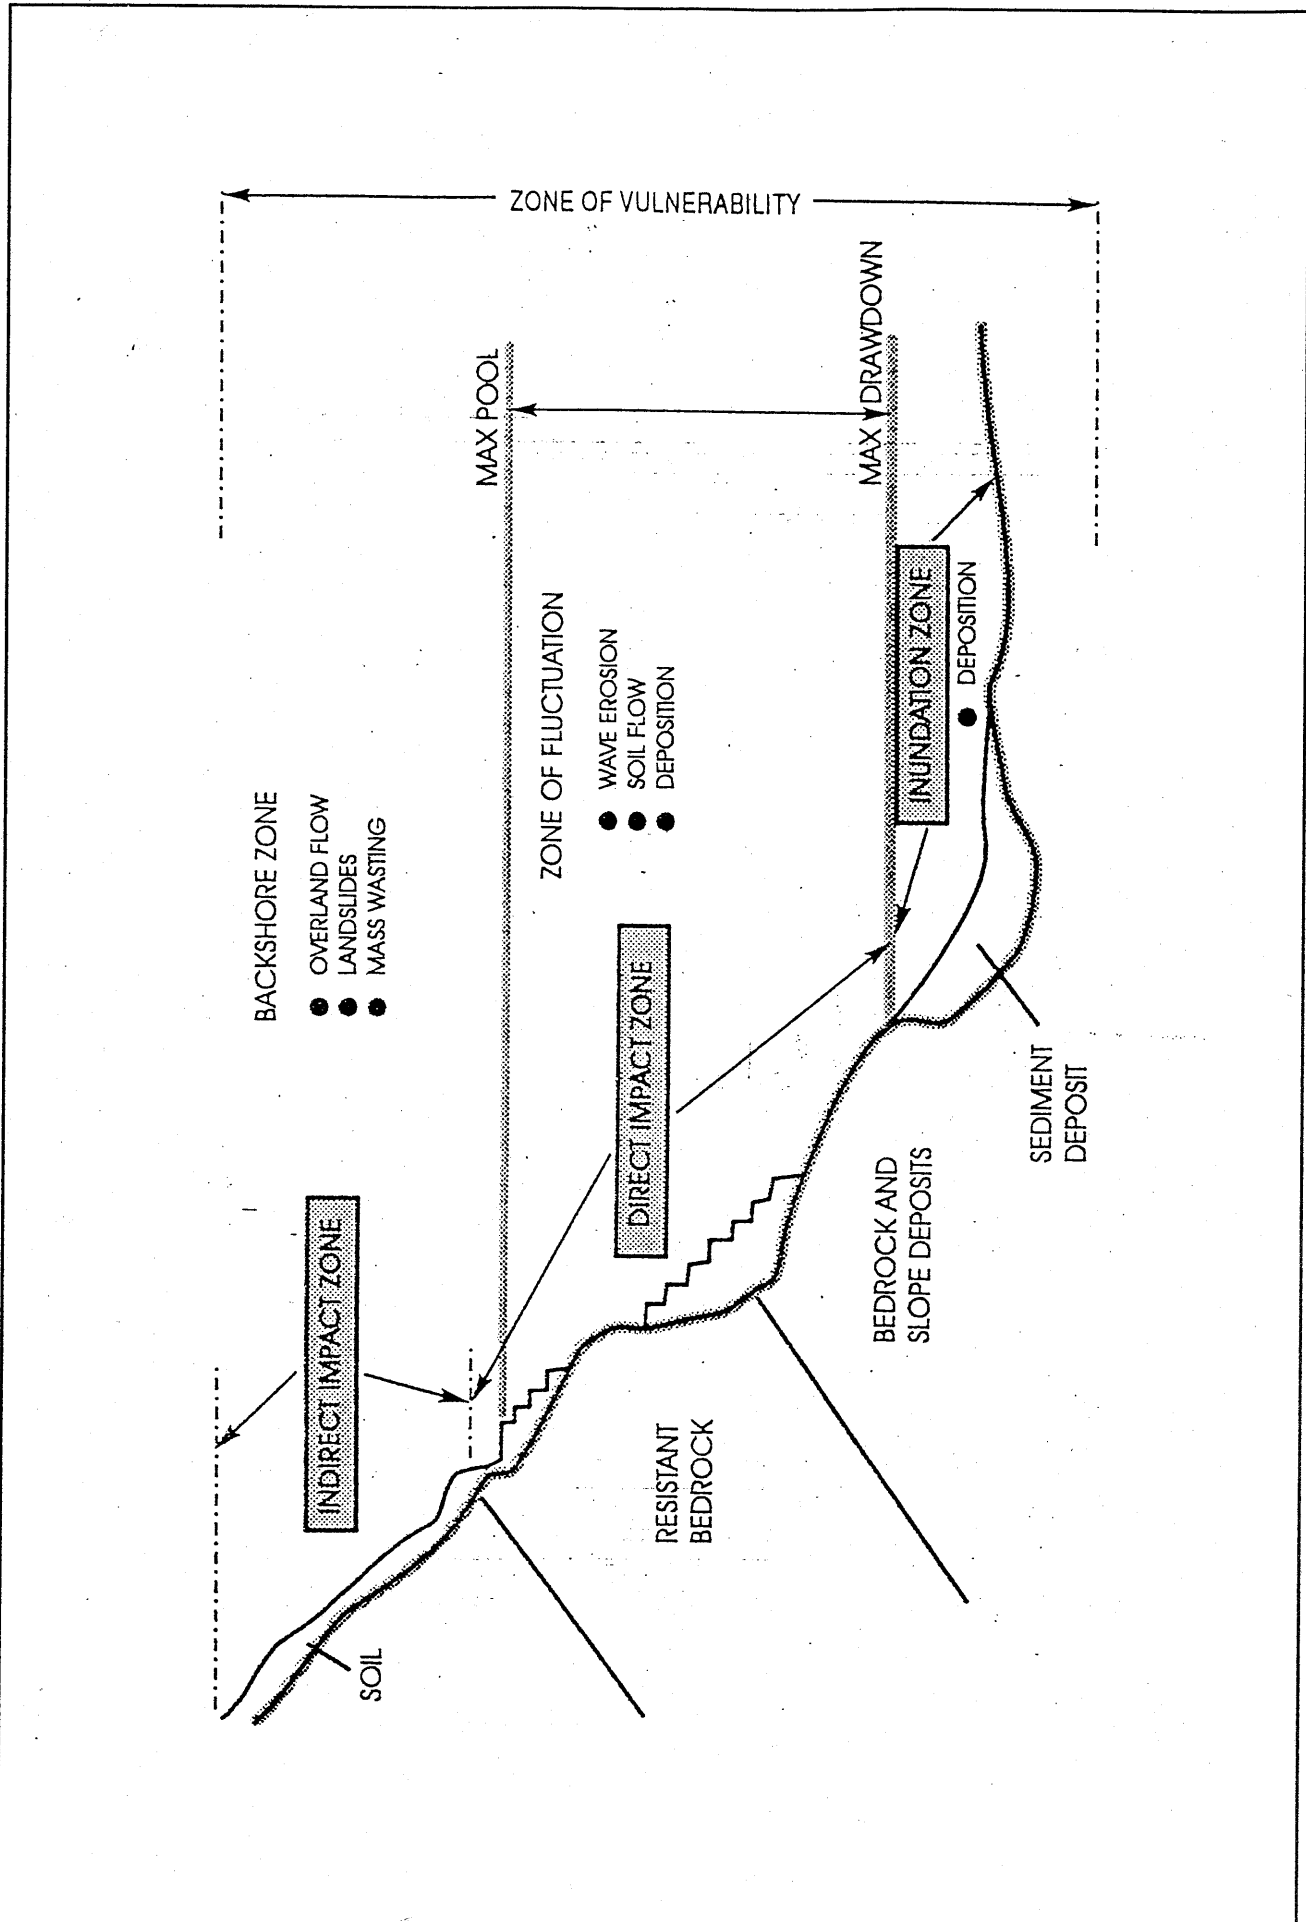 ZONE OF VULNERABILITY
BACKSHORE ZONE
● OVERLAND FLOW
● LANDSLIDES
● MASS WASTING
INDIRECT IMPACT ZONE
MAX POOL
ZONE OF FLUCTUATION
● WAVE EROSION
● SOIL FLOW
● DEPOSITION
DIRECT IMPACT ZONE
MAX DRAWDOWN
INUNDATION ZONE
● DEPOSITION
SOIL
RESISTANT
BEDROCK
BEDROCK AND
SLOPE DEPOSITS
SEDIMENT
DEPOSIT